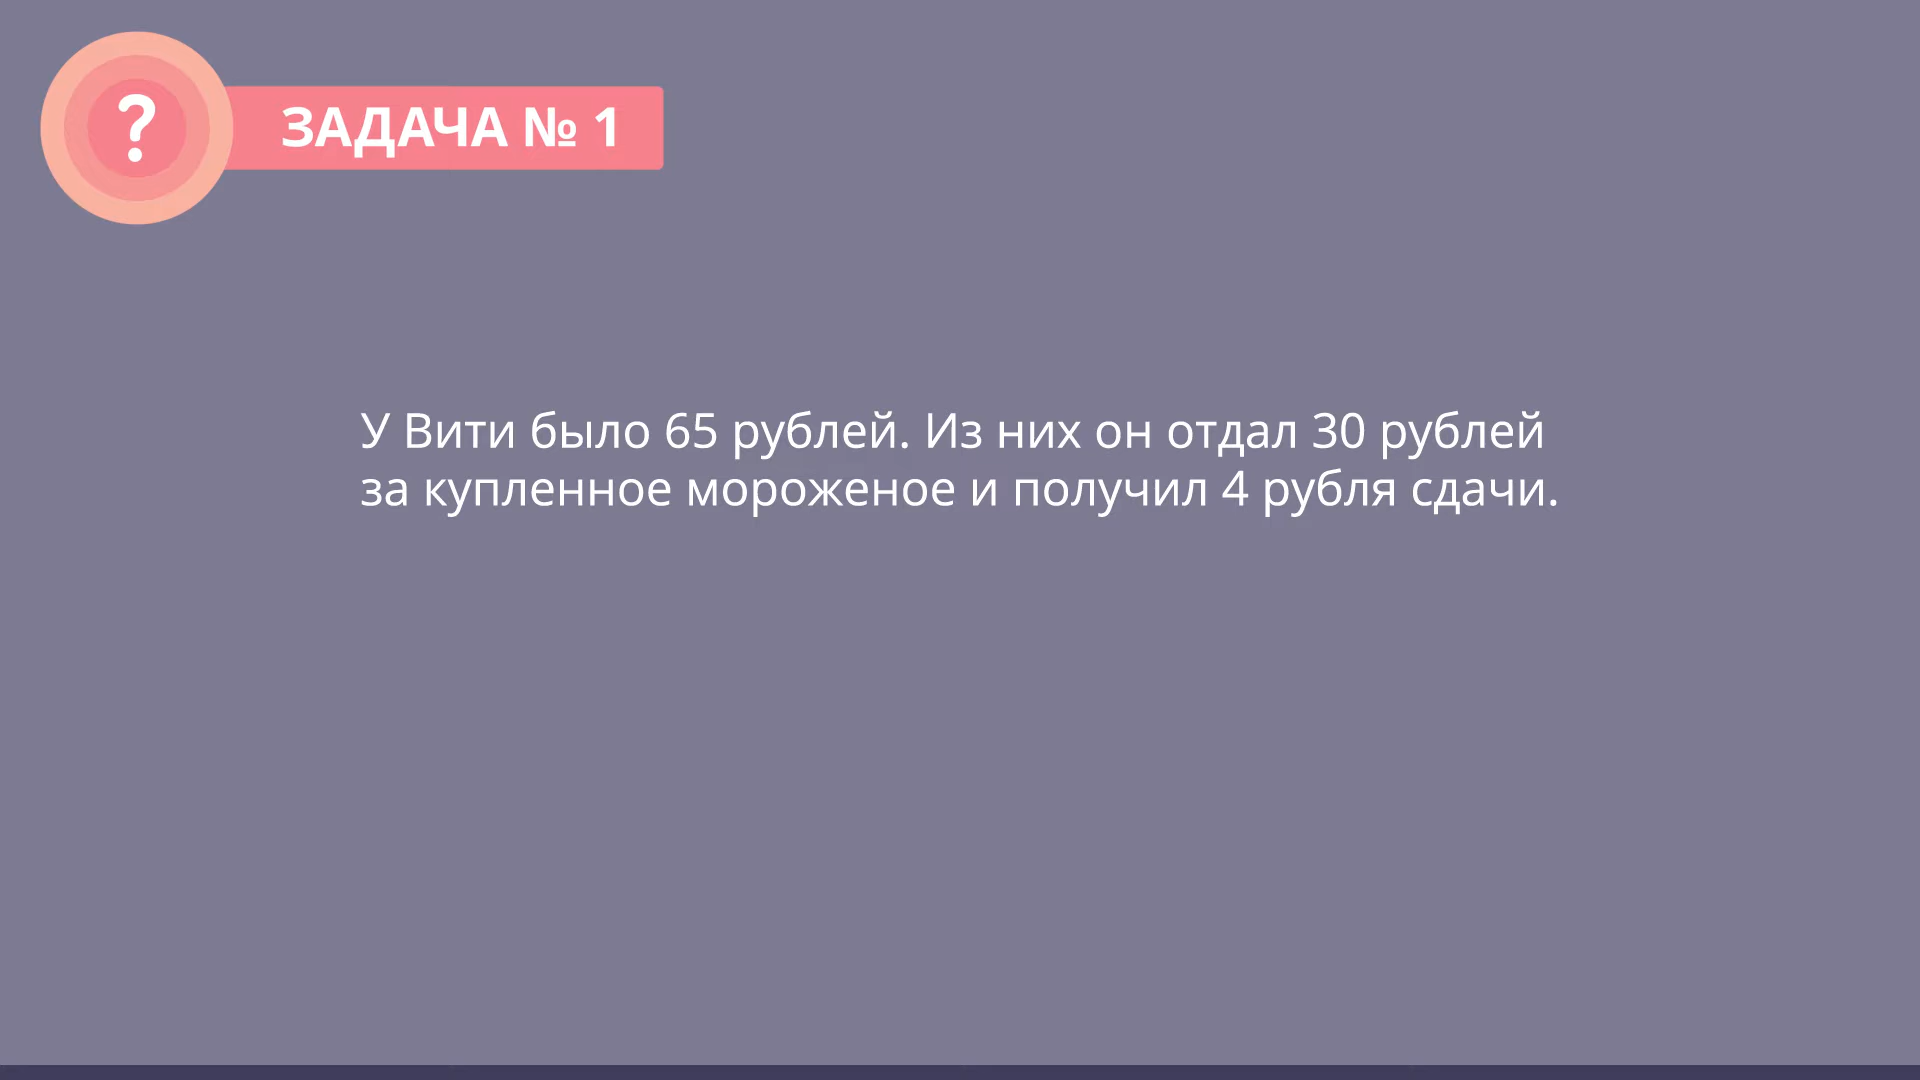 ?
ЗАДАЧА № 1
У Вити было 65 рублей. Из них он отдал 30 рублей
за купленное мороженое и получил 4 рубля сдачи.